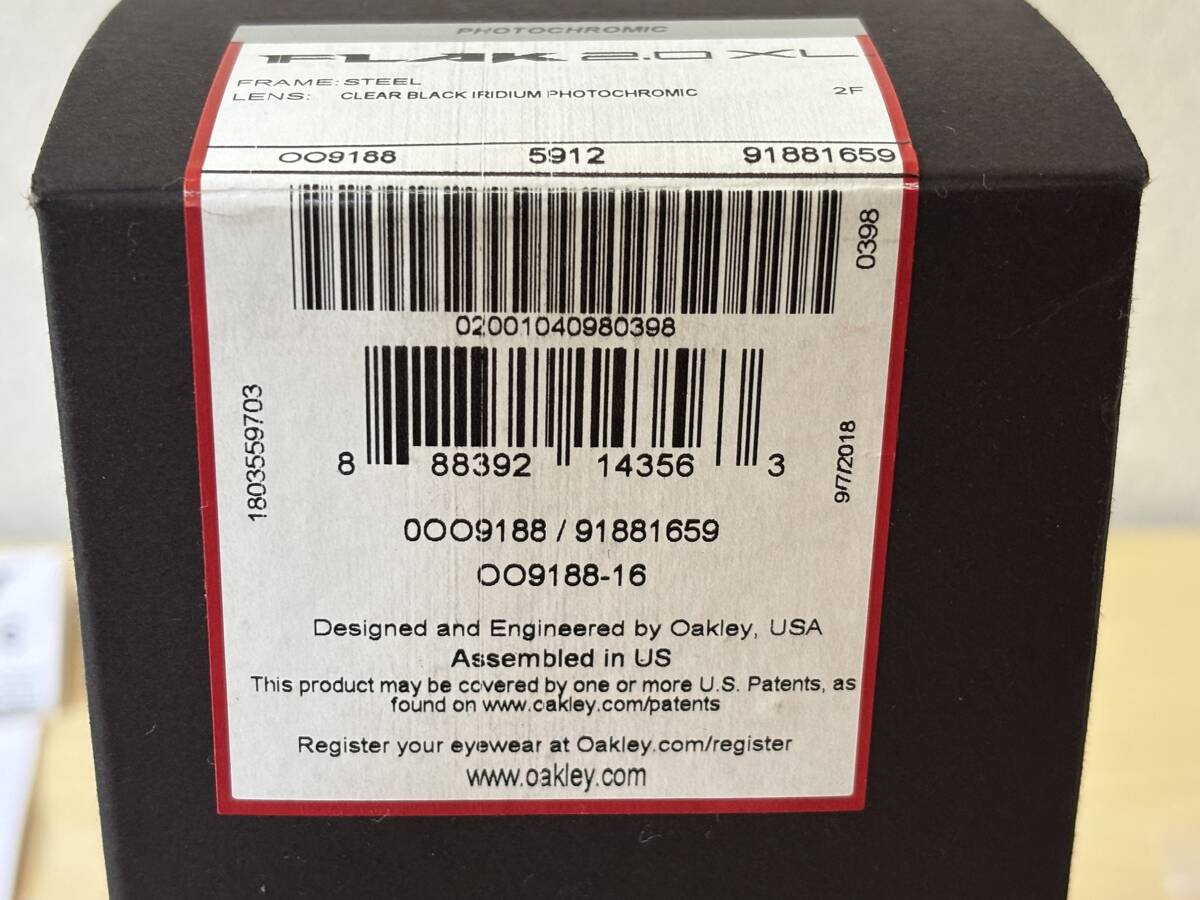 PHOTOCHROMIC
FLAK 2.0 XL
FRAME: STEEL
LENS: CLEAR BLACK IRIDIUM PHOTOCHROMIC 2F
OO9188 5912 91881659
0398
02001040980398
1803559703
8 88392 14356 3
9/7/2018
0OO9188 / 91881659
OO9188-16
Designed and Engineered by Oakley, USA
Assembled in US
This product may be covered by one or more U.S. Patents, as
found on www.oakley.com/patents
Register your eyewear at Oakley.com/register
www.oakley.com